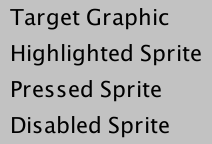 Target Graphic
Highlighted Sprite
Pressed Sprite
Disabled Sprite